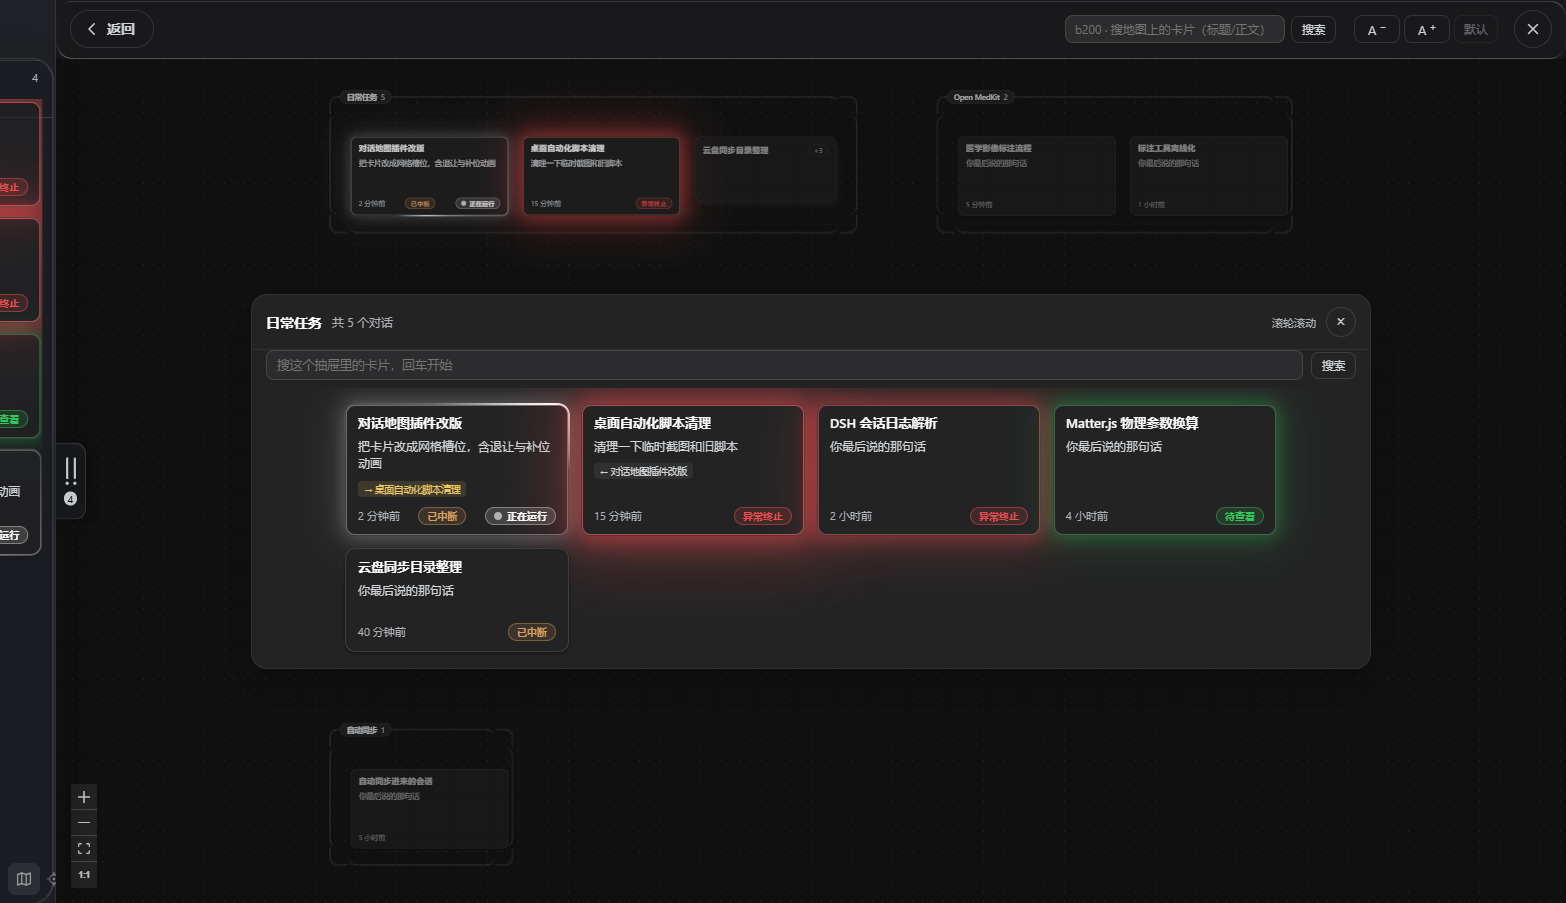 返回
b200 · 搜地图上的卡片（标题/正文）
搜索
A⁻
A⁺
默认
4
终止
终止
查看
动画
运行
4
日常任务 5
对话地图插件改版
把卡片改成网格槽位，含退让与补位动画
2 分钟前
已中断
正在运行
桌面自动化脚本清理
清理一下临时截图和旧脚本
15 分钟前
异常终止
云盘同步目录整理
+3
Open MedKit 2
医学影像标注流程
你最后说的那句话
5 分钟前
标注工具离线化
你最后说的那句话
1 小时前
日常任务 共 5 个对话
滚轮滚动
搜这个抽屉里的卡片，回车开始
搜索
对话地图插件改版
把卡片改成网格槽位，含退让与补位
动画
→ 桌面自动化脚本清理
2 分钟前
已中断
正在运行
桌面自动化脚本清理
清理一下临时截图和旧脚本
← 对话地图插件改版
15 分钟前
异常终止
DSH 会话日志解析
你最后说的那句话
2 小时前
异常终止
Matter.js 物理参数换算
你最后说的那句话
4 小时前
待查看
云盘同步目录整理
你最后说的那句话
40 分钟前
已中断
自动同步 1
自动同步进来的会话
你最后说的那句话
5 小时前
1:1